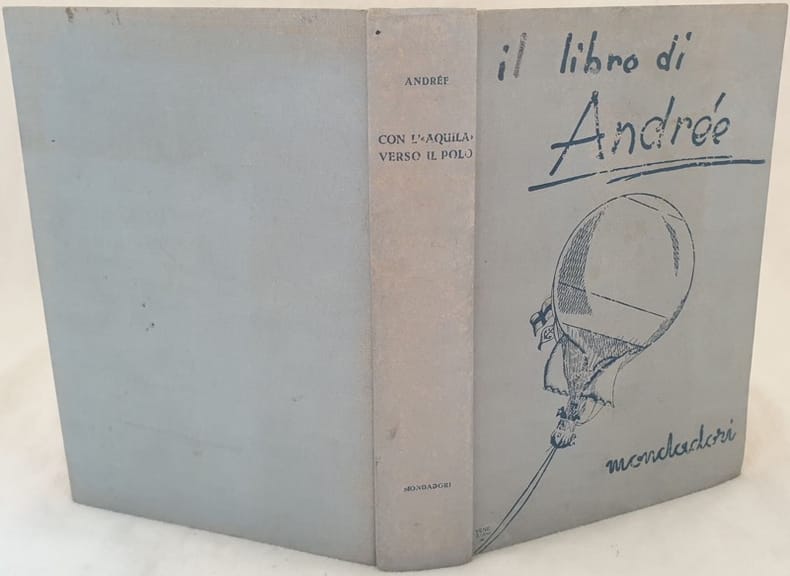 ANDRÉE
CON L'«AQUILA»
VERSO IL POLO
MONDADORI
il libro di
Andrée
mondadori